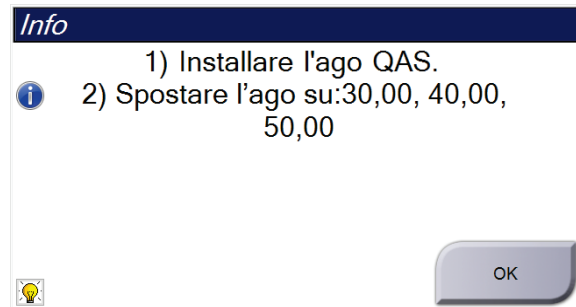 Info
1) Installare l'ago QAS.
2) Spostare l’ago su:30,00, 40,00,
50,00
OK